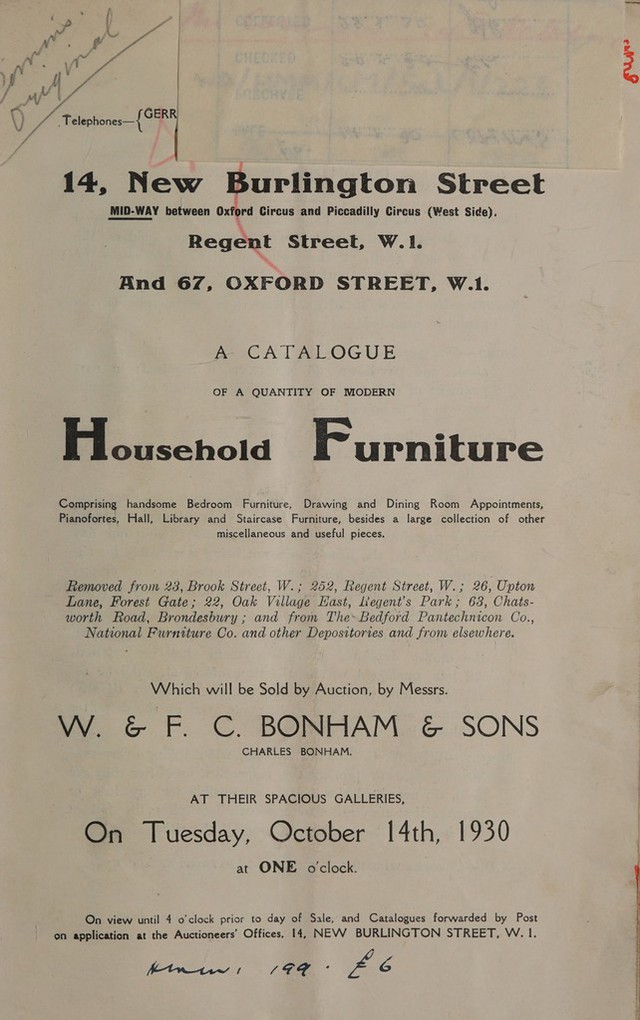 original
COLLECTED
CHECKED
Telephones—{GERR
14, New Burlington Street
MID-WAY between Oxford Circus and Piccadilly Circus (West Side).
Regent Street, W.1.
And 67, OXFORD STREET, W.1.
A CATALOGUE
OF A QUANTITY OF MODERN
Household Furniture
Comprising handsome Bedroom Furniture, Drawing and Dining Room Appointments,
Pianofortes, Hall, Library and Staircase Furniture, besides a large collection of other
miscellaneous and useful pieces.
Removed from 23, Brook Street, W.; 252, Regent Street, W.; 26, Upton
Lane, Forest Gate; 22, Oak Village East, Regent's Park; 63, Chats-
worth Road, Brondesbury; and from The Bedford Pantechnicon Co.,
National Furniture Co. and other Depositories and from elsewhere.
Which will be Sold by Auction, by Messrs.
W. & F. C. BONHAM & SONS
CHARLES BONHAM.
AT THEIR SPACIOUS GALLERIES,
On Tuesday, October 14th, 1930
at ONE o'clock.
On view until 4 o'clock prior to day of Sale, and Catalogues forwarded by Post
on application at the Auctioneers' Offices, 14, NEW BURLINGTON STREET, W. 1.
199. £6